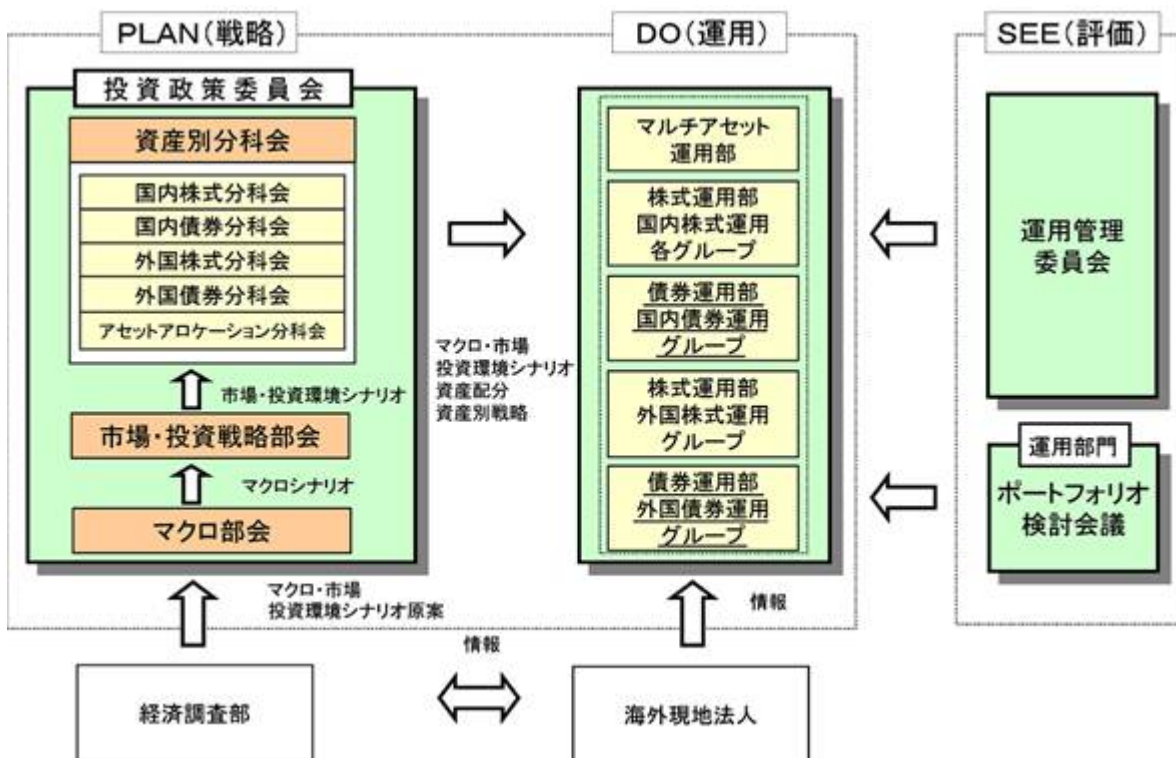 PLAN(戦略)
投資政策委員会
資産別分科会
国内株式分科会
国内債券分科会
外国株式分科会
外国債券分科会
アセットアロケーション分科会
市場・投資環境シナリオ
市場・投資戦略部会
マクロシナリオ
マクロ部会
マクロ・市場
投資環境シナリオ原案
経済調査部
マクロ・市場
投資環境シナリオ
資産配分
資産別戦略
情報
DO(運用)
マルチアセット
運用部
株式運用部
国内株式運用
各グループ
債券運用部
国内債券運用
グループ
株式運用部
外国株式運用
グループ
債券運用部
外国債券運用
グループ
情報
海外現地法人
SEE(評価)
運用管理
委員会
運用部門
ポートフォリオ
検討会議